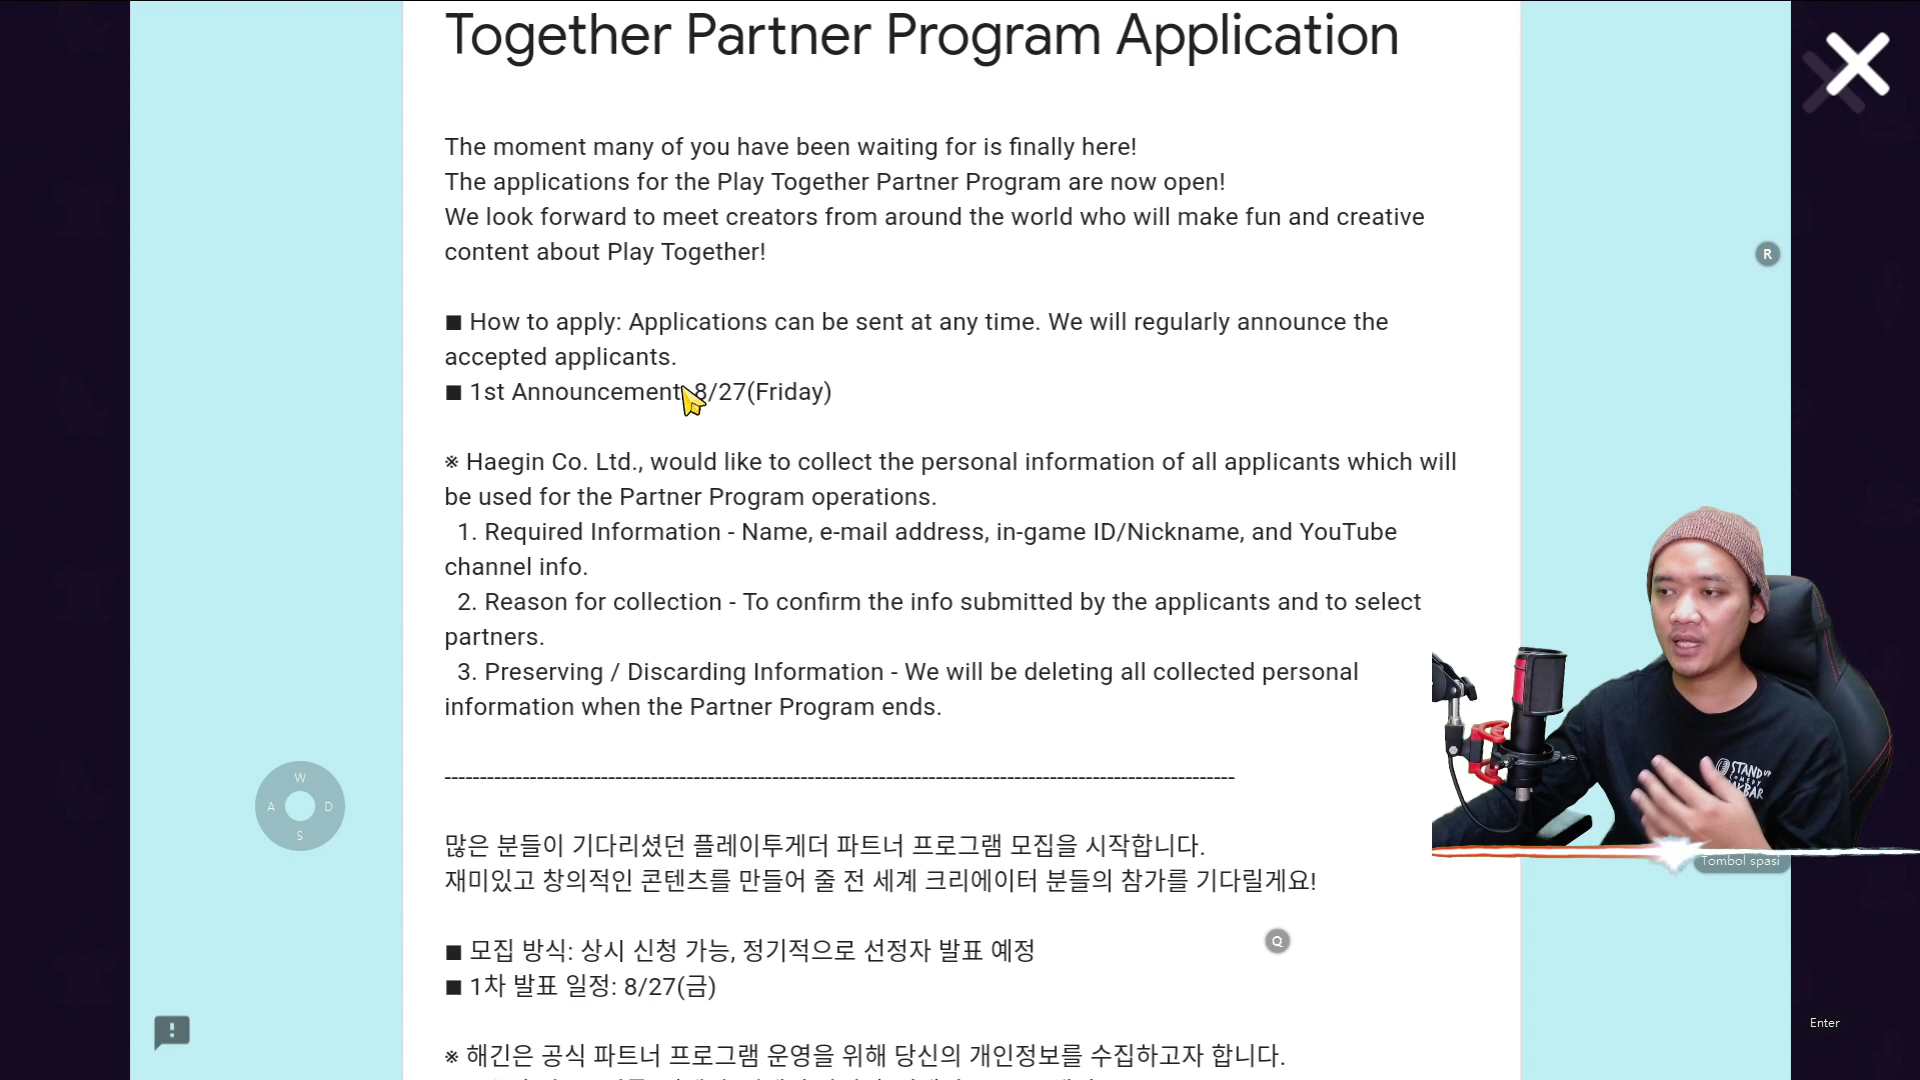 Together Partner Program Application
The moment many of you have been waiting for is finally here!
The applications for the Play Together Partner Program are now open!
We look forward to meet creators from around the world who will make fun and creative
content about Play Together!
■ How to apply: Applications can be sent at any time. We will regularly announce the
accepted applicants.
■ 1st Announcement: 8/27(Friday)
※ Haegin Co. Ltd., would like to collect the personal information of all applicants which will
be used for the Partner Program operations.
1. Required Information - Name, e-mail address, in-game ID/Nickname, and YouTube
channel info.
2. Reason for collection - To confirm the info submitted by the applicants and to select
partners.
3. Preserving / Discarding Information - We will be deleting all collected personal
information when the Partner Program ends.
많은 분들이 기다리셨던 플레이투게더 파트너 프로그램 모집을 시작합니다.
재미있고 창의적인 콘텐츠를 만들어 줄 전 세계 크리에이터 분들의 참가를 기다릴게요!
■ 모집 방식: 상시 신청 가능, 정기적으로 선정자 발표 예정
■ 1차 발표 일정: 8/27(금)
※ 해긴은 공식 파트너 프로그램 운영을 위해 당신의 개인정보를 수집하고자 합니다.
R
W
A D
S
Q
STAND UP
COMEDY
Tombol spasi
Enter